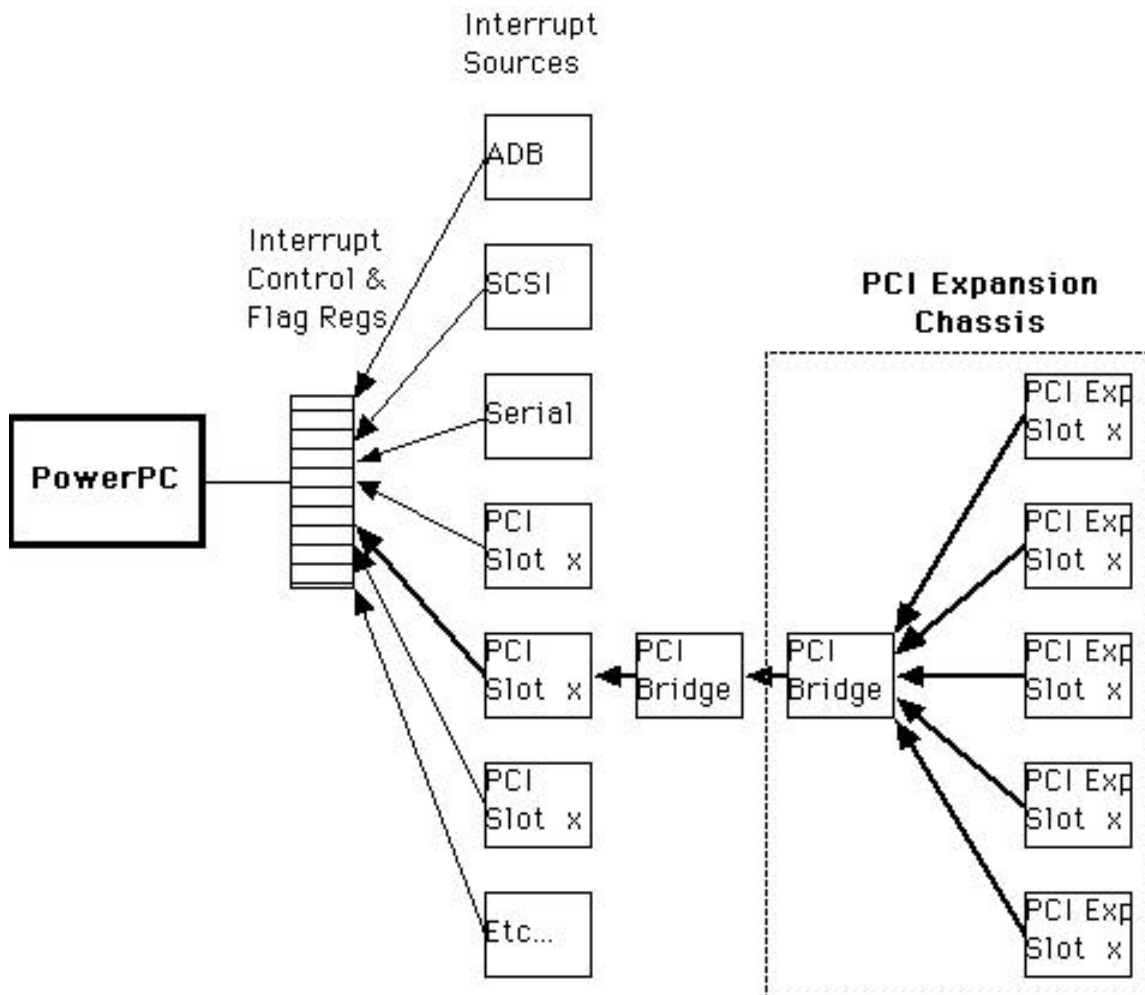 Interrupt
Sources
ADB
Interrupt
Control &
Flag Regs
SCSI
PCI Expansion
Chassis
PCI Exp
Slot x
Serial
PowerPC
PCI
Slot x
PCI Exp
Slot x
PCI
Slot x
PCI
Bridge
PCI
Bridge
PCI Exp
Slot x
PCI
Slot x
PCI Exp
Slot x
Etc...
PCI Exp
Slot x